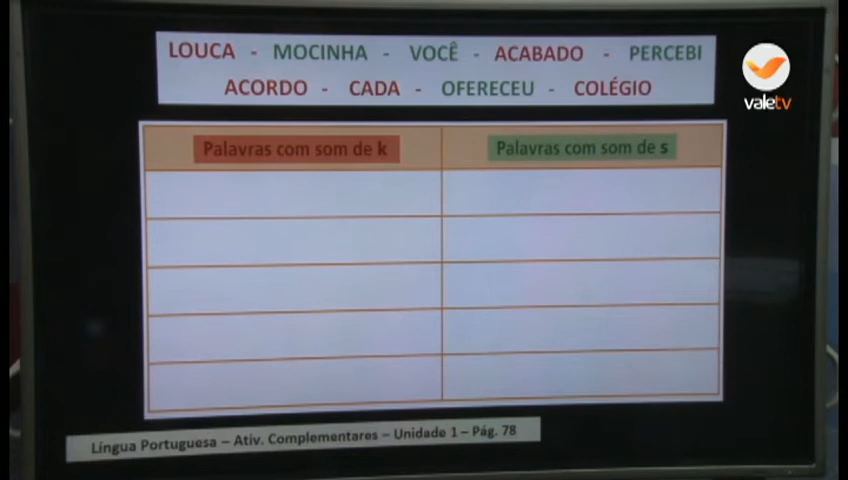 LOUCA - MOCINHA - VOCÊ - ACABADO - PERCEBI
ACORDO - CADA - OFERECEU - COLÉGIO
valetv
Palavras com som de k
Palavras com som de s
Língua Portuguesa – Ativ. Complementares – Unidade 1 – Pág. 78